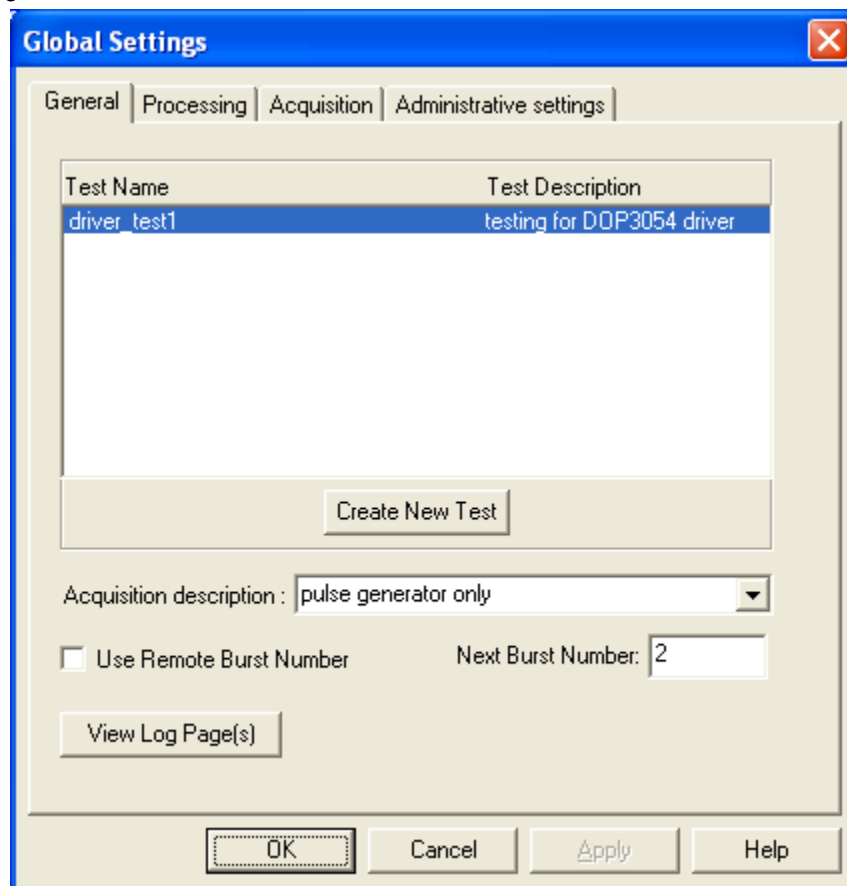 Global Settings
General Processing Acquisition Administrative settings
Test Name Test Description
driver_test1 testing for DOP3054 driver
Create New Test
Acquisition description : pulse generator only
Use Remote Burst Number Next Burst Number: 2
View Log Page(s)
OK Cancel Apply Help